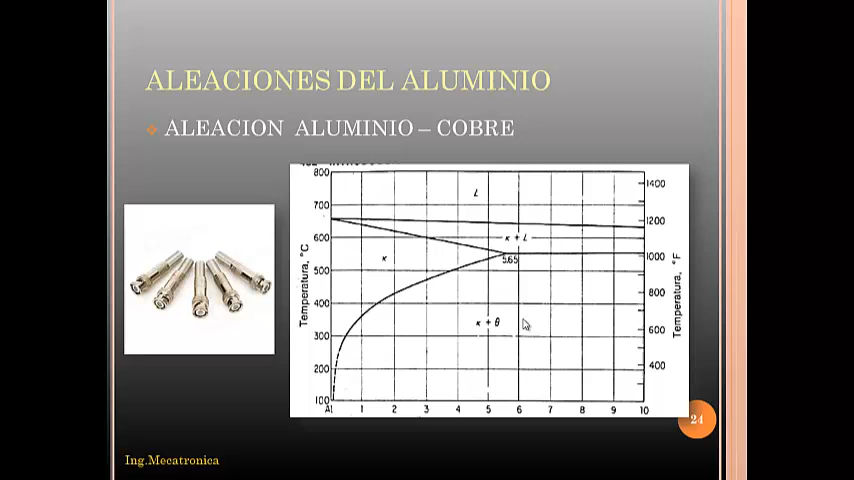 ALEACIONES DEL ALUMINIO
ALEACION ALUMINIO – COBRE
800
700
600
500
400
300
200
100
Temperatura, °C
1400
1200
1000
800
600
400
Temperatura, °F
L
κ + L
κ
5.65
κ + θ
Al 1 2 3 4 5 6 7 8 9 10
24
Ing.Mecatronica